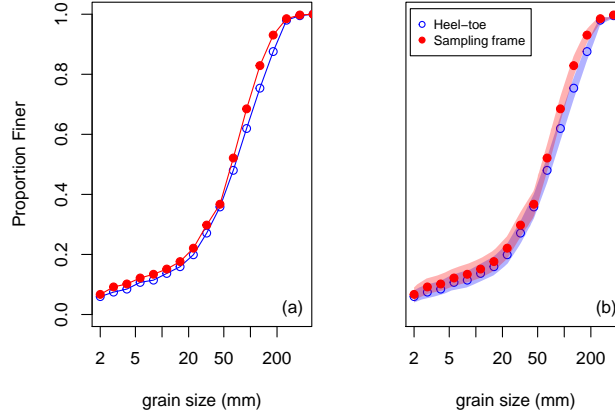 Proportion Finer
1.0
0.8
0.6
0.4
0.2
0.0
(a)
2 5 20 50 200
grain size (mm)
Heel−toe
Sampling frame
(b)
2 5 20 50 200
grain size (mm)